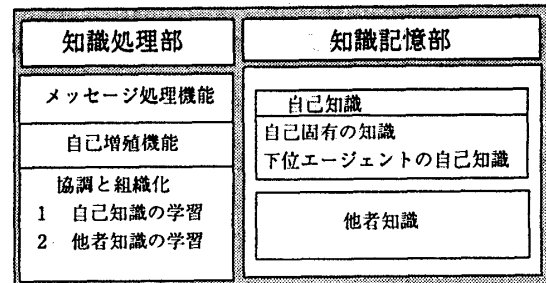 知識処理部
メッセージ処理機能
自己増殖機能
協調と組織化
1 自己知識の学習
2 他者知識の学習
知識記憶部
自己知識
自己固有の知識
下位エージェントの自己知識
他者知識